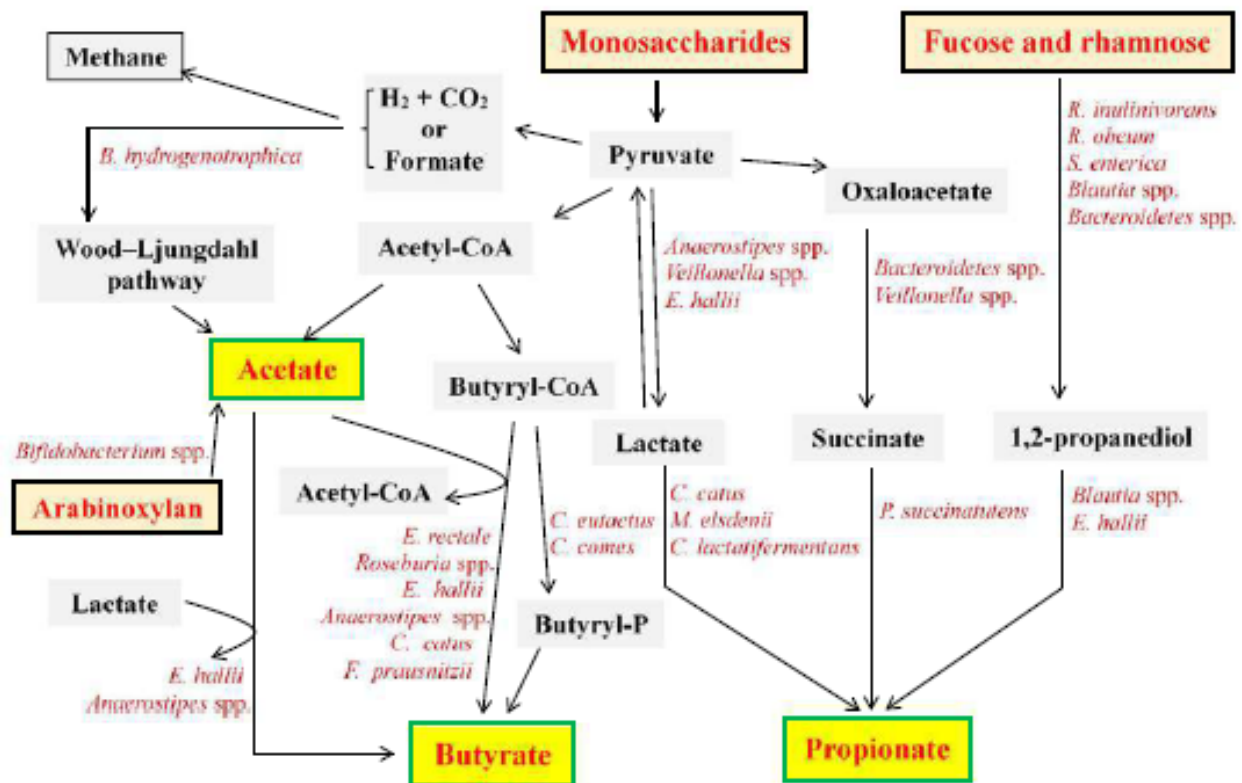 Monosaccharides
Fucose and rhamnose
Methane
H₂ + CO₂
or
Formate
Pyruvate
Oxaloacetate
R. inulinivorans
R. obeum
S. enterica
Blautia spp.
Bacteroidetes spp.
B. hydrogenotrophica
Wood–Ljungdahl
pathway
Acetyl-CoA
Anaerostipes spp.
Veillonella spp.
E. hallii
Bacteroidetes spp.
Veillonella spp.
Acetate
Butyryl-CoA
Lactate
Succinate
1,2-propanediol
Bifidobacterium spp.
Arabinoxylan
Acetyl-CoA
E. rectale
Roseburia spp.
E. hallii
Anaerostipes spp.
C. catus
F. prausnitzii
C. eutactus
C. comes
C. catus
M. elsdenii
C. lactatifermentans
P. succinatutens
Blautia spp.
E. hallii
Lactate
Butyryl-P
E. hallii
Anaerostipes spp.
Butyrate
Propionate